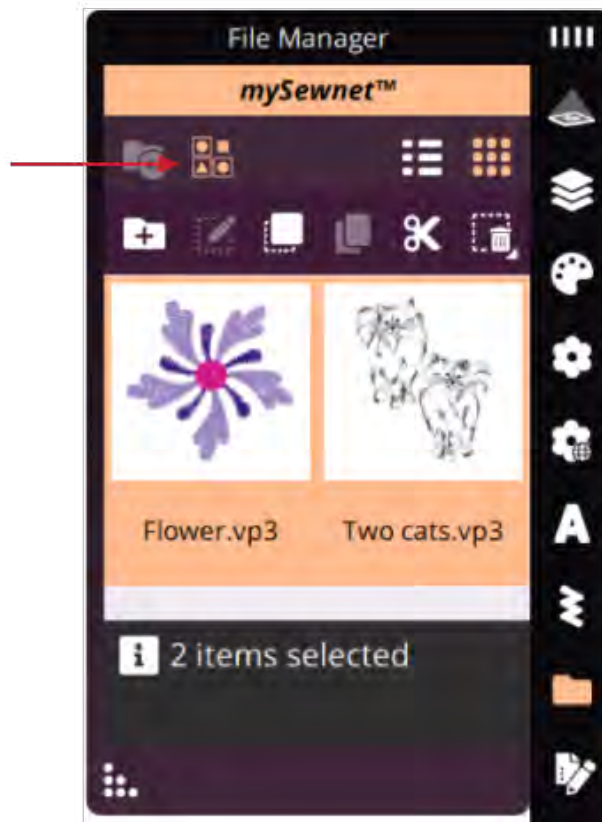 File Manager
mySewnet™
Flower.vp3
Two cats.vp3
i 2 items selected
A